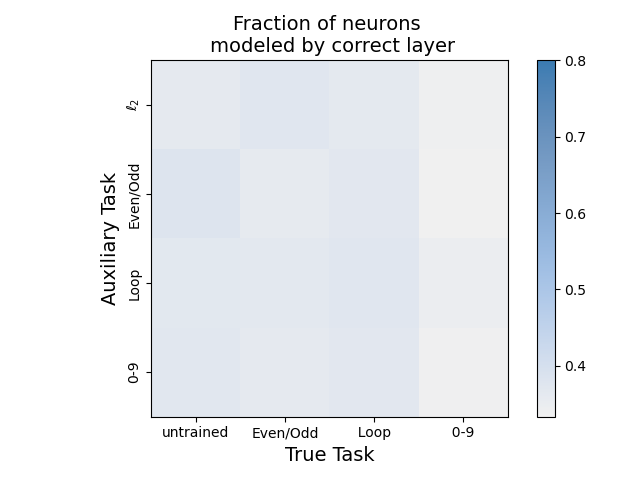 Fraction of neurons
modeled by correct layer
Auxiliary Task
ℓ₂
Even/Odd
Loop
0-9
untrained Even/Odd Loop 0-9
True Task
0.8
0.7
0.6
0.5
0.4